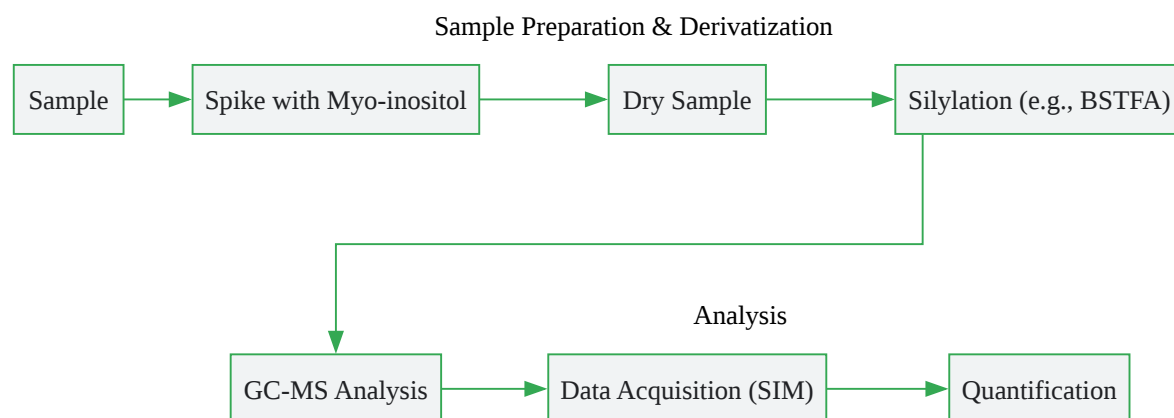 Sample Preparation & Derivatization
Sample
Spike with Myo-inositol
Dry Sample
Silylation (e.g., BSTFA)
Analysis
GC-MS Analysis
Data Acquisition (SIM)
Quantification